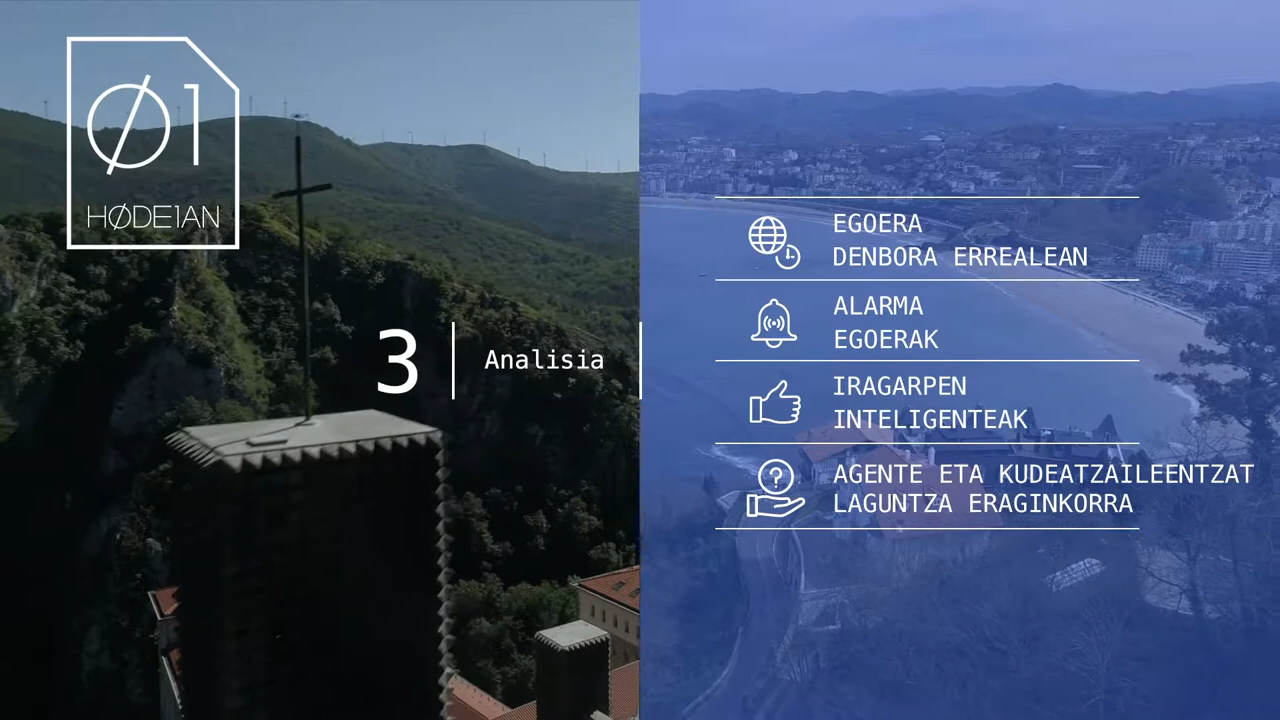 Ø1
HØDE1AN
3
Analisia
EGOERA
DENBORA ERREALEAN
ALARMA
EGOERAK
IRAGARPEN
INTELIGENTEAK
AGENTE ETA KUDEATZAILEENTZAT
LAGUNTZA ERAGINKORRA